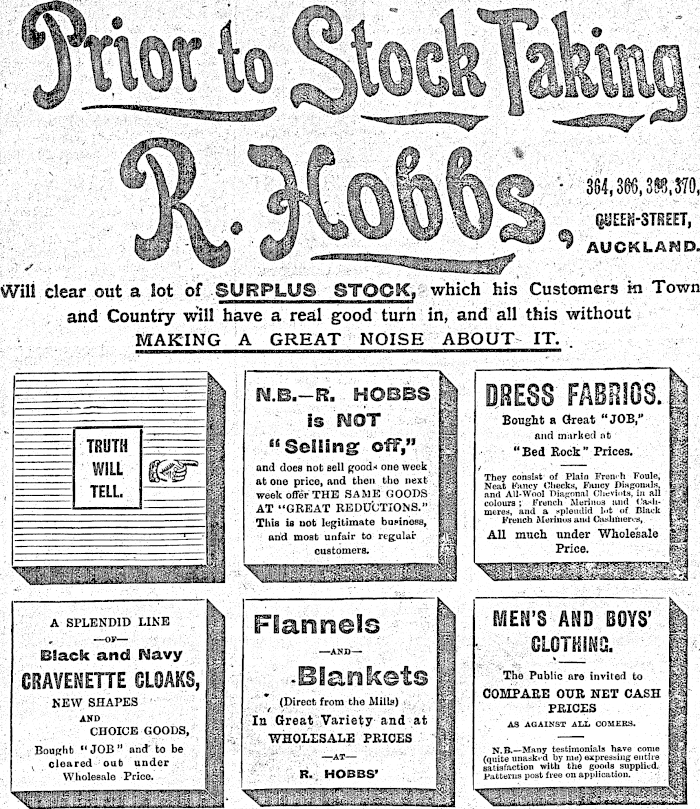 Prior to Stock Taking
R. Hobbs,
364, 366, 368, 370,
QUEEN-STREET,
AUCKLAND.
Will clear out a lot of SURPLUS STOCK, which his Customers in Town
and Country will have a real good turn in, and all this without
MAKING A GREAT NOISE ABOUT IT.
TRUTH
WILL
TELL.
N.B.—R. HOBBS
is NOT
"Selling off,"
and does not sell goods one week
at one price, and then the next
week offer THE SAME GOODS
AT "GREAT REDUCTIONS."
This is not legitimate business,
and most unfair to regular
customers.
DRESS FABRICS.
Bought a Great "JOB,"
and marked at
"Bed Rock" Prices.
They consist of Plain French Foule,
Neat Fancy Checks, Fancy Diagonals,
and All-Wool Diagonal Cheviots, in all
colours; French Merinos and Cash-
meres, and a splendid lot of Black
French Merinos and Cashmeres,
All much under Wholesale
Price.
A SPLENDID LINE
—OF—
Black and Navy
CRAVENETTE CLOAKS,
NEW SHAPES
AND
CHOICE GOODS,
Bought "JOB" and to be
cleared out under
Wholesale Price.
Flannels
—AND—
Blankets
(Direct from the Mills)
In Great Variety and at
WHOLESALE PRICES
—AT—
R. HOBBS'
MEN'S AND BOYS'
CLOTHING.
The Public are invited to
COMPARE OUR NET CASH
PRICES
AS AGAINST ALL COMERS.
N.B.—Many testimonials have come
(quite unasked by me) expressing entire
satisfaction with the goods supplied.
Patterns post free on application.